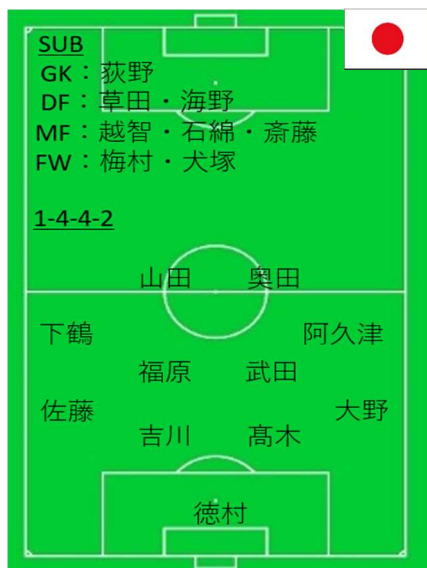 SUB
GK：荻野
DF：草田・海野
MF：越智・石綿・斎藤
FW：梅村・犬塚
1-4-4-2
山田 奥田
下鶴 阿久津
福原 武田
佐藤 大野
吉川 髙木
徳村